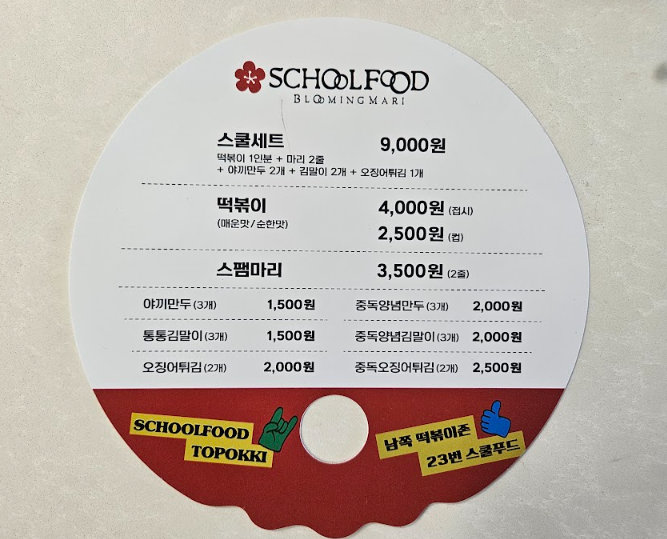 SCHOOLFOOD
BLOOMING MARI
스쿨세트 9,000원
떡볶이 1인분 + 마리 2줄
+ 야끼만두 2개 + 김말이 2개 + 오징어튀김 1개
떡볶이 4,000원 (접시)
(매운맛/순한맛) 2,500원 (컵)
스팸마리 3,500원 (2줄)
야끼만두 (3개) 1,500원 중독양념만두 (3개) 2,000원
통통김말이 (3개) 1,500원 중독양념김말이 (3개) 2,000원
오징어튀김 (2개) 2,000원 중독오징어튀김 (2개) 2,500원
SCHOOLFOOD
TOPOKKI
남쪽 떡볶이존
23번 스쿨푸드